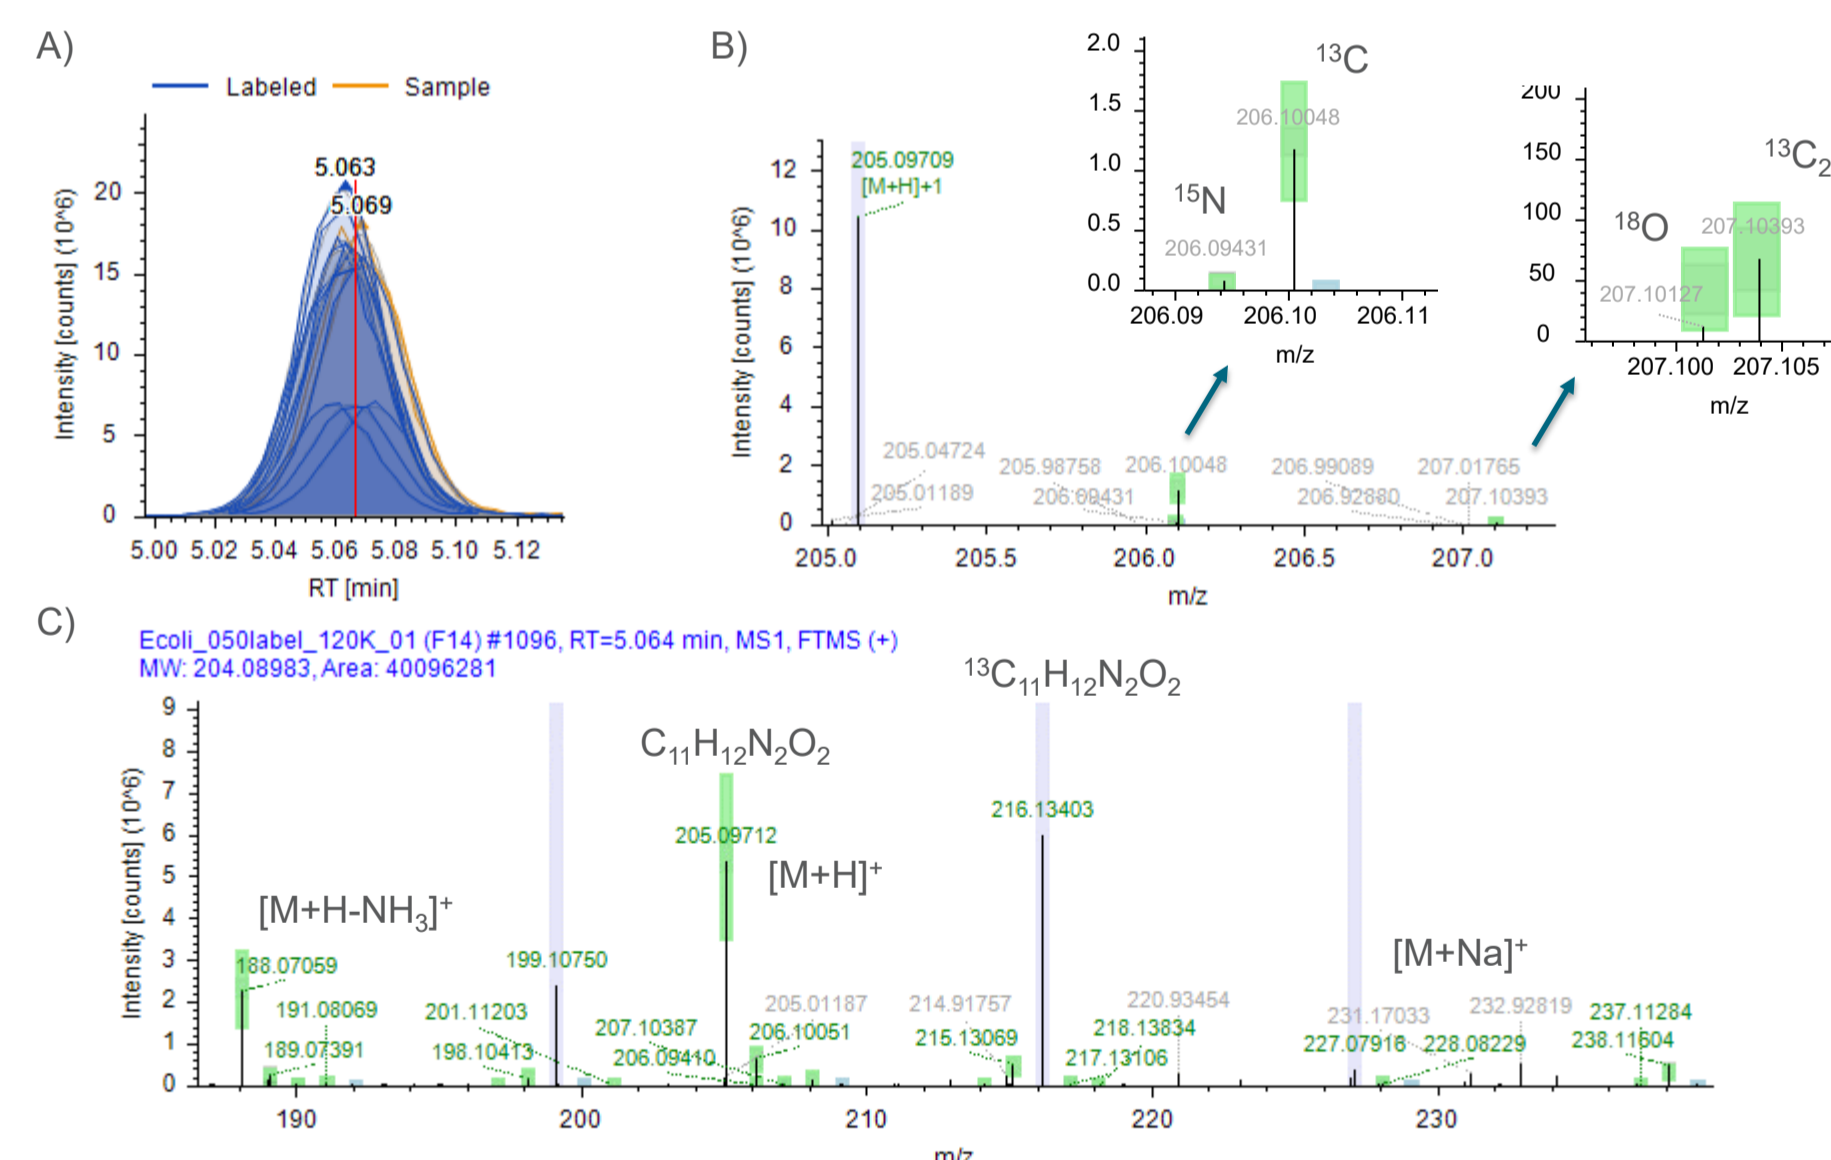 A)
Labeled Sample
5.063
5.069
20
15
10
5
0
Intensity [counts] (10^6)
5.00 5.02 5.04 5.06 5.08 5.10 5.12
RT [min]
B)
12
10
8
6
4
2
0
Intensity [counts] (10^6)
205.09709
[M+H]+1
205.04724
205.01189
205.98758
206.09431
206.10048
206.99089
206.92880
207.01765
207.10393
205.0 205.5 206.0 206.5 207.0
m/z
2.0
1.5
1.0
0.5
0.0
¹³C
206.10048
¹⁵N
206.09431
206.09 206.10 206.11
m/z
200
150
100
50
0
¹³C₂
¹⁸O
207.10393
207.10127
207.100 207.105
m/z
C)
Ecoli_050label_120K_01 (F14) #1096, RT=5.064 min, MS1, FTMS (+)
MW: 204.08983, Area: 40096281
9
8
7
6
5
4
3
2
1
0
Intensity [counts] (10^6)
¹³C₁₁H₁₂N₂O₂
C₁₁H₁₂N₂O₂
216.13403
205.09712
[M+H]⁺
[M+H-NH₃]⁺
[M+Na]⁺
188.07059
199.10750
191.08069
201.11203
205.01187
214.91757
220.93454
231.17033
232.92819
237.11284
189.07391
198.10413
207.10387
206.09410
206.10051
215.13069
218.13834
217.13106
227.07916
228.08229
238.11604
190 200 210 220 230
m/z